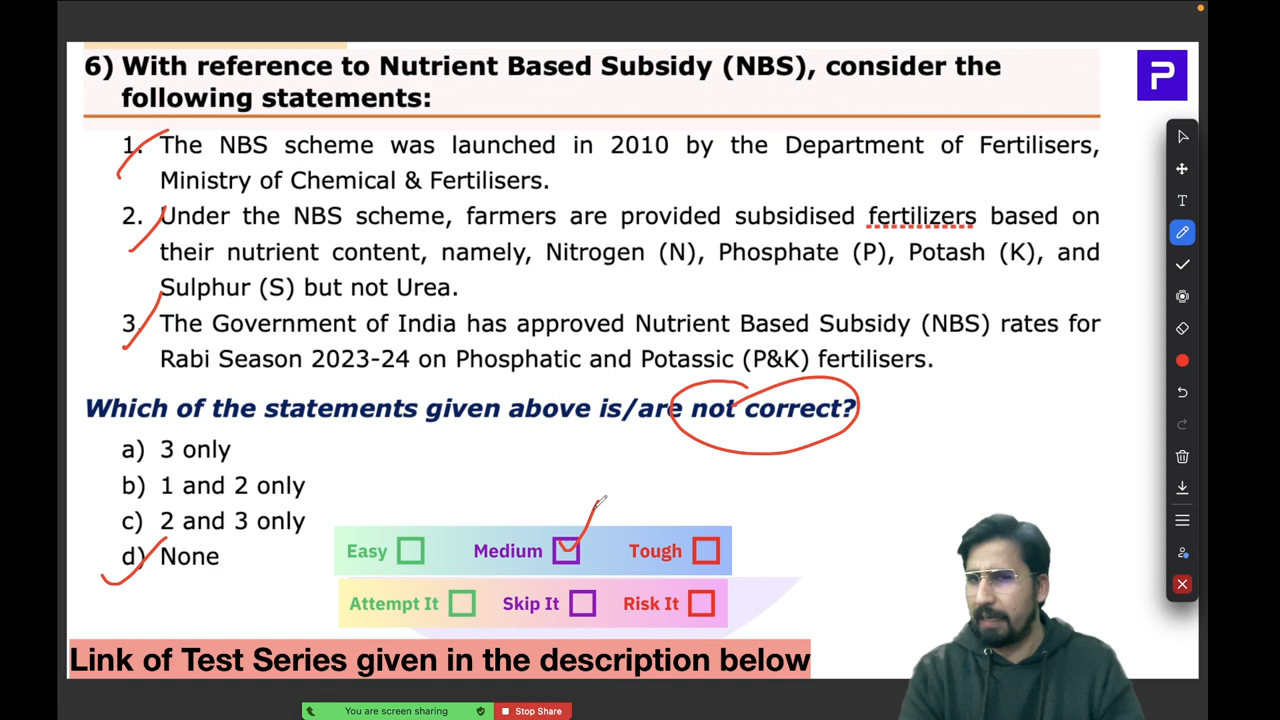 6) With reference to Nutrient Based Subsidy (NBS), consider the
following statements:
1. The NBS scheme was launched in 2010 by the Department of Fertilisers,
Ministry of Chemical & Fertilisers.
2. Under the NBS scheme, farmers are provided subsidised fertilizers based on
their nutrient content, namely, Nitrogen (N), Phosphate (P), Potash (K), and
Sulphur (S) but not Urea.
3. The Government of India has approved Nutrient Based Subsidy (NBS) rates for
Rabi Season 2023-24 on Phosphatic and Potassic (P&K) fertilisers.
Which of the statements given above is/are not correct?
a) 3 only
b) 1 and 2 only
c) 2 and 3 only
d) None
Easy Medium Tough
Attempt It Skip It Risk It
Link of Test Series given in the description below
You are screen sharing Stop Share